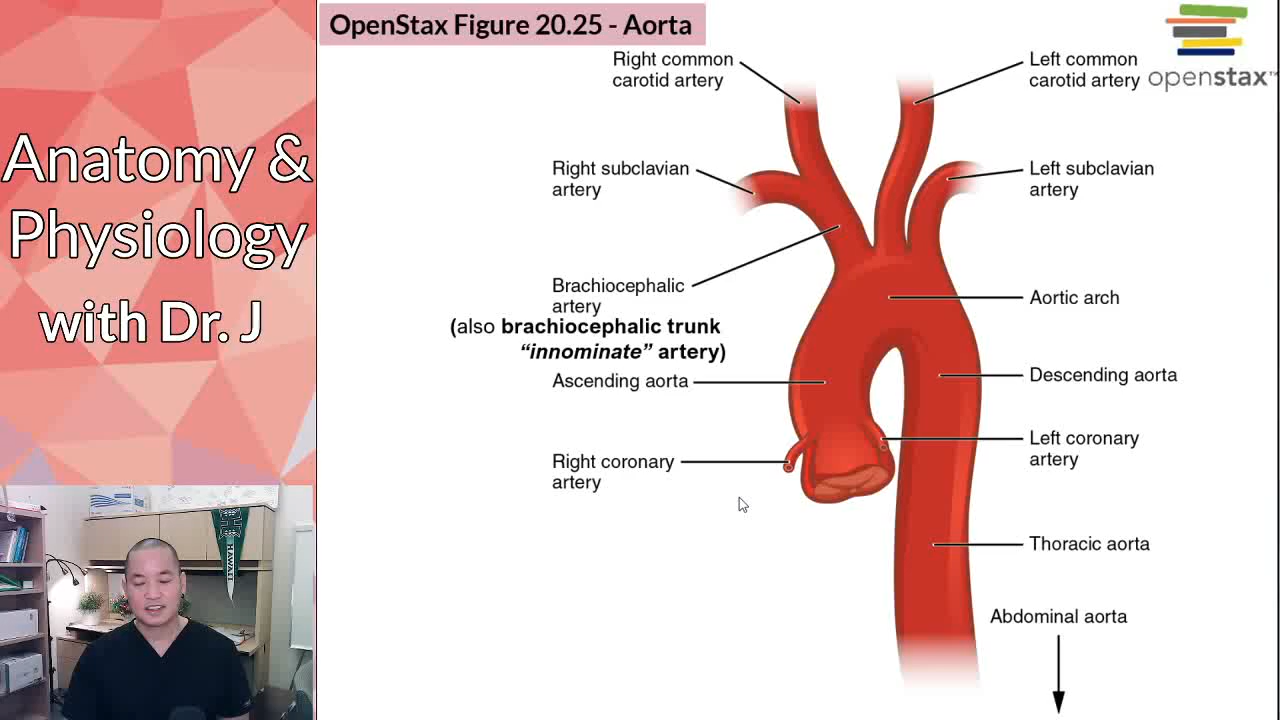 OpenStax Figure 20.25 - Aorta
openstax™
Anatomy &
Physiology
with Dr. J
HAWAII
Right common
carotid artery
Left common
carotid artery
Right subclavian
artery
Left subclavian
artery
Brachiocephalic
artery
(also brachiocephalic trunk
"innominate" artery)
Aortic arch
Ascending aorta
Descending aorta
Right coronary
artery
Left coronary
artery
Thoracic aorta
Abdominal aorta